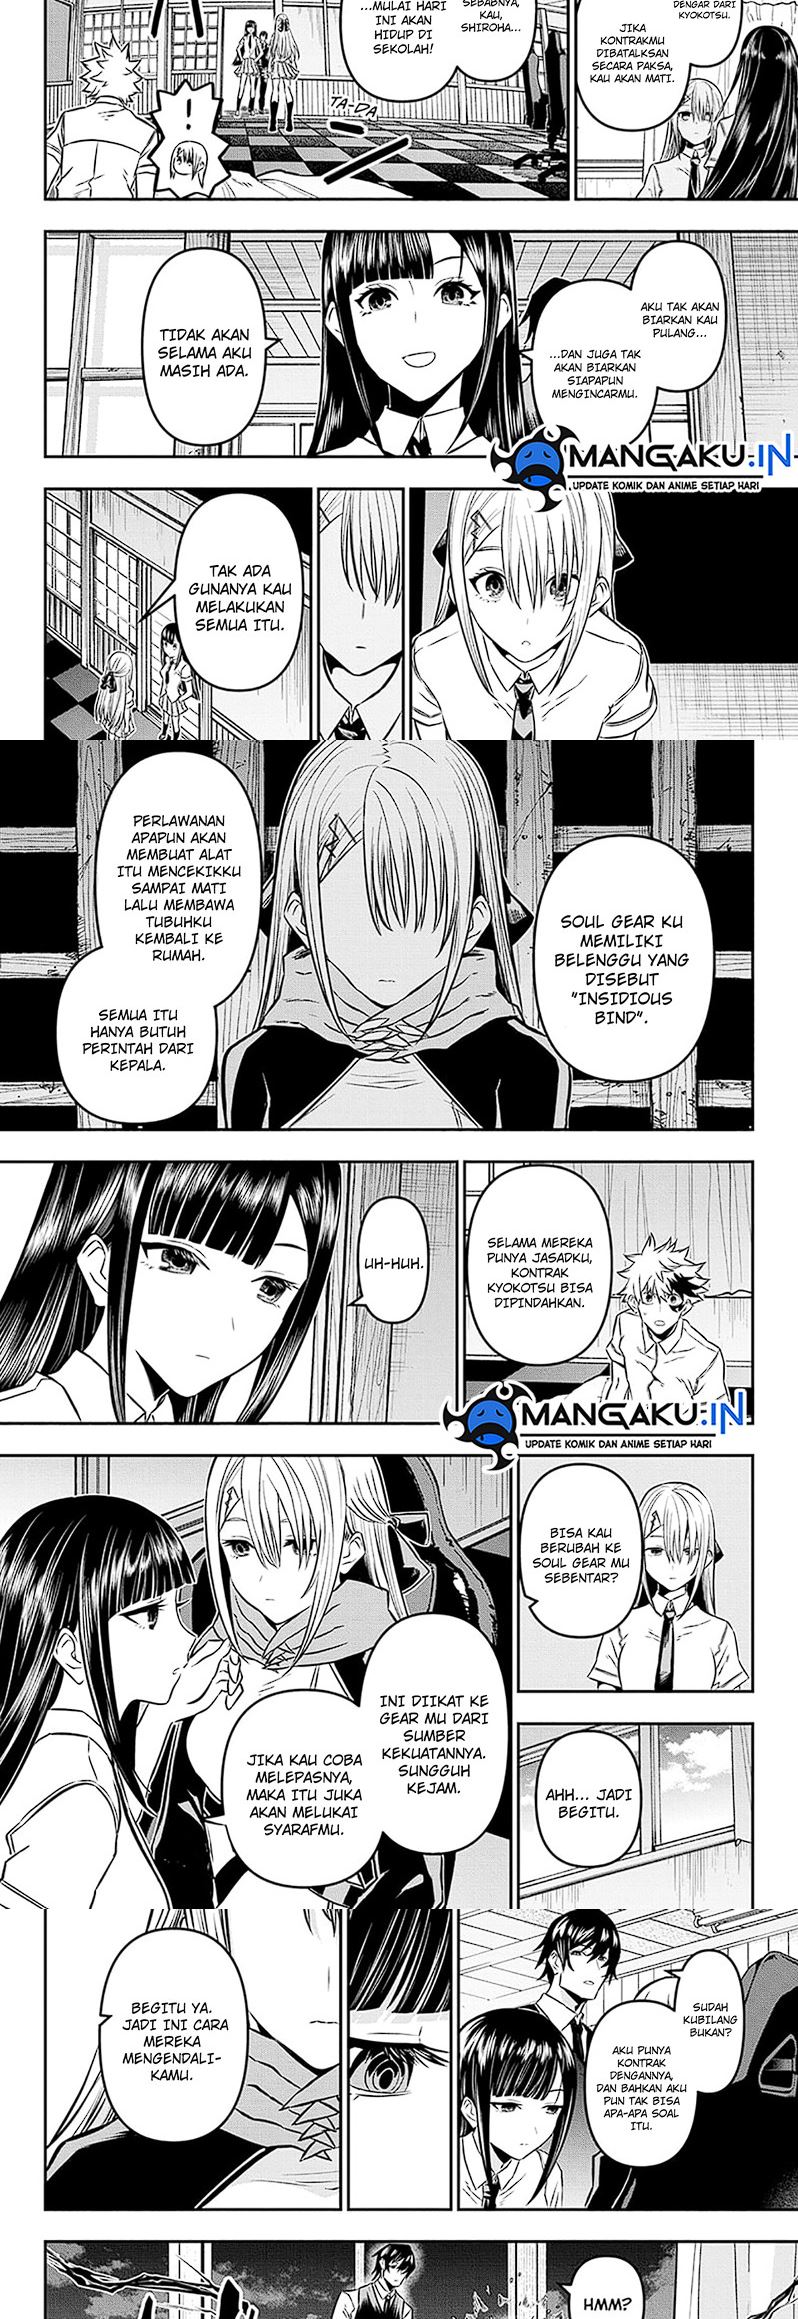 DENGAR DARI
KYOKOTSU.
JIKA
KONTRAKMU
DIBATALKSAN
SECARA PAKSA,
KAU AKAN MATI.
SEBABNYA,
KAU,
SHIROHA...
...MULAI HARI
INI AKAN
HIDUP DI
SEKOLAH!
TA-DA
!
AKU TAK AKAN
BIARKAN KAU
PULANG...
...DAN JUGA TAK
AKAN BIARKAN
SIAPAPUN
MENGINCARMU.
TIDAK AKAN
SELAMA AKU
MASIH ADA.
MANGAKU.IN
UPDATE KOMIK DAN ANIME SETIAP HARI
TAK ADA
GUNANYA KAU
MELAKUKAN
SEMUA ITU.
SOUL GEAR KU
MEMILIKI
BELENGGU YANG
DISEBUT
"INSIDIOUS
BIND".
PERLAWANAN
APAPUN AKAN
MEMBUAT ALAT
ITU MENCEKIKKU
SAMPAI MATI
LALU MEMBAWA
TUBUHKU
KEMBALI KE
RUMAH.
SEMUA ITU
HANYA BUTUH
PERINTAH DARI
KEPALA.
SELAMA MEREKA
PUNYA JASADKU,
KONTRAK
KYOKOTSU BISA
DIPINDAHKAN.
UH-HUH.
MANGAKU.IN
UPDATE KOMIK DAN ANIME SETIAP HARI
BISA KAU
BERUBAH KE
SOUL GEAR MU
SEBENTAR?
AHH... JADI
BEGITU.
INI DIIKAT KE
GEAR MU DARI
SUMBER
KEKUATANNYA.
SUNGGUH
KEJAM.
JIKA KAU COBA
MELEPASNYA,
MAKA ITU JUKA
AKAN MELUKAI
SYARAFMU.
SUDAH
KUBILANG
BUKAN?
AKU PUNYA
KONTRAK
DENGANNYA,
DAN BAHKAN AKU
PUN TAK BISA
APA-APA SOAL
ITU.
BEGITU YA.
JADI INI CARA
MEREKA
MENGENDALI-
KAMU.
HMM?